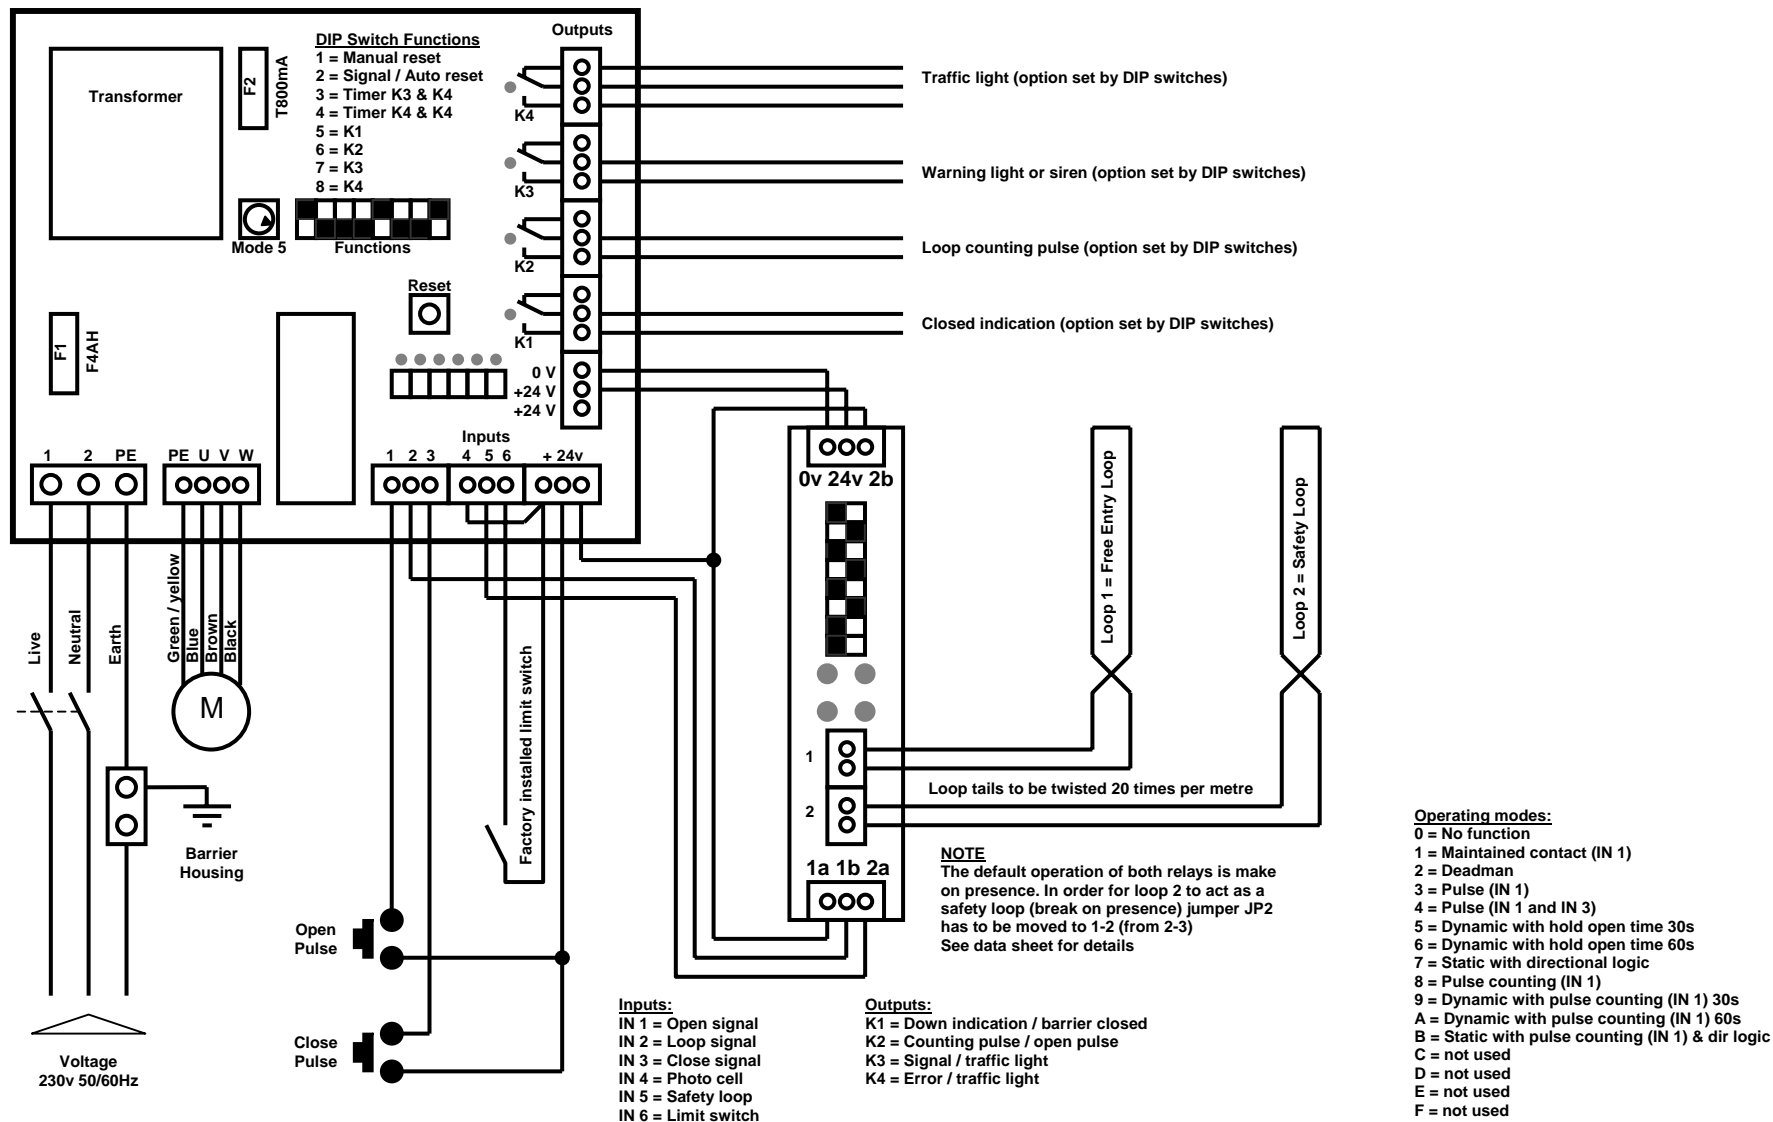 Outputs
DIP Switch Functions
1 = Manual reset
2 = Signal / Auto reset
3 = Timer K3 & K4
4 = Timer K4 & K4
5 = K1
6 = K2
7 = K3
8 = K4
Transformer
F2
T800mA
Mode 5
Functions
Reset
F1
F4AH
K4
K3
K2
K1
0 V
+24 V
+24 V
Traffic light (option set by DIP switches)
Warning light or siren (option set by DIP switches)
Loop counting pulse (option set by DIP switches)
Closed indication (option set by DIP switches)
Inputs
1 2 PE
PE U V W
1 2 3
4 5 6
+ 24v
0v 24v 2b
Loop 1 = Free Entry Loop
Loop 2 = Safety Loop
Live
Neutral
Earth
Green / yellow
Blue
Brown
Black
M
Factory installed limit switch
1
2
Loop tails to be twisted 20 times per metre
1a 1b 2a
Barrier
Housing
Open
Pulse
Close
Pulse
Voltage
230v 50/60Hz
NOTE
The default operation of both relays is make
on presence. In order for loop 2 to act as a
safety loop (break on presence) jumper JP2
has to be moved to 1-2 (from 2-3)
See data sheet for details
Inputs:
IN 1 = Open signal
IN 2 = Loop signal
IN 3 = Close signal
IN 4 = Photo cell
IN 5 = Safety loop
IN 6 = Limit switch
Outputs:
K1 = Down indication / barrier closed
K2 = Counting pulse / open pulse
K3 = Signal / traffic light
K4 = Error / traffic light
Operating modes:
0 = No function
1 = Maintained contact (IN 1)
2 = Deadman
3 = Pulse (IN 1)
4 = Pulse (IN 1 and IN 3)
5 = Dynamic with hold open time 30s
6 = Dynamic with hold open time 60s
7 = Static with directional logic
8 = Pulse counting (IN 1)
9 = Dynamic with pulse counting (IN 1) 30s
A = Dynamic with pulse counting (IN 1) 60s
B = Static with pulse counting (IN 1) & dir logic
C = not used
D = not used
E = not used
F = not used